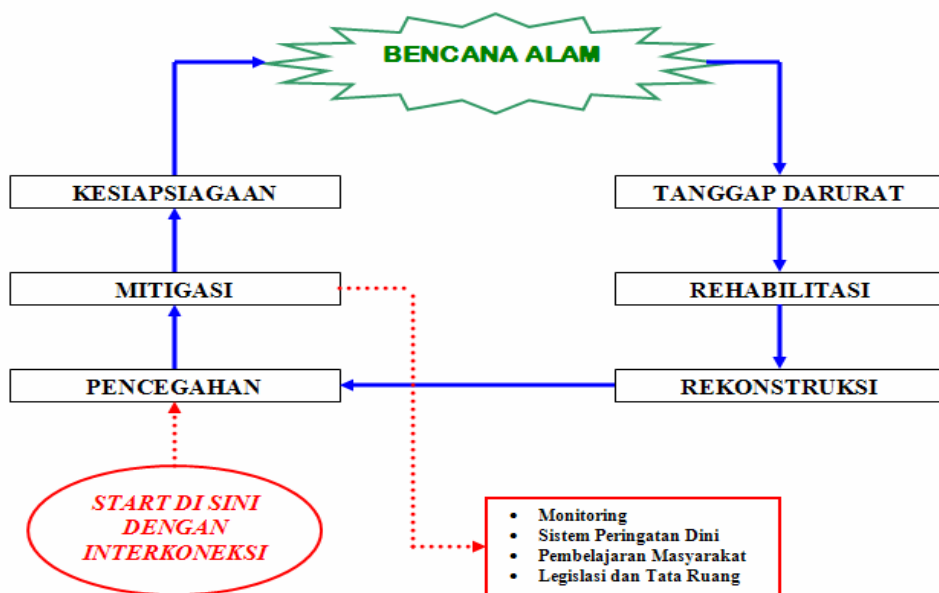 BENCANA ALAM
KESIAPSIAGAAN
TANGGAP DARURAT
MITIGASI
REHABILITASI
PENCEGAHAN
REKONSTRUKSI
START DI SINI
DENGAN
INTERKONEKSI
• Monitoring
• Sistem Peringatan Dini
• Pembelajaran Masyarakat
• Legislasi dan Tata Ruang